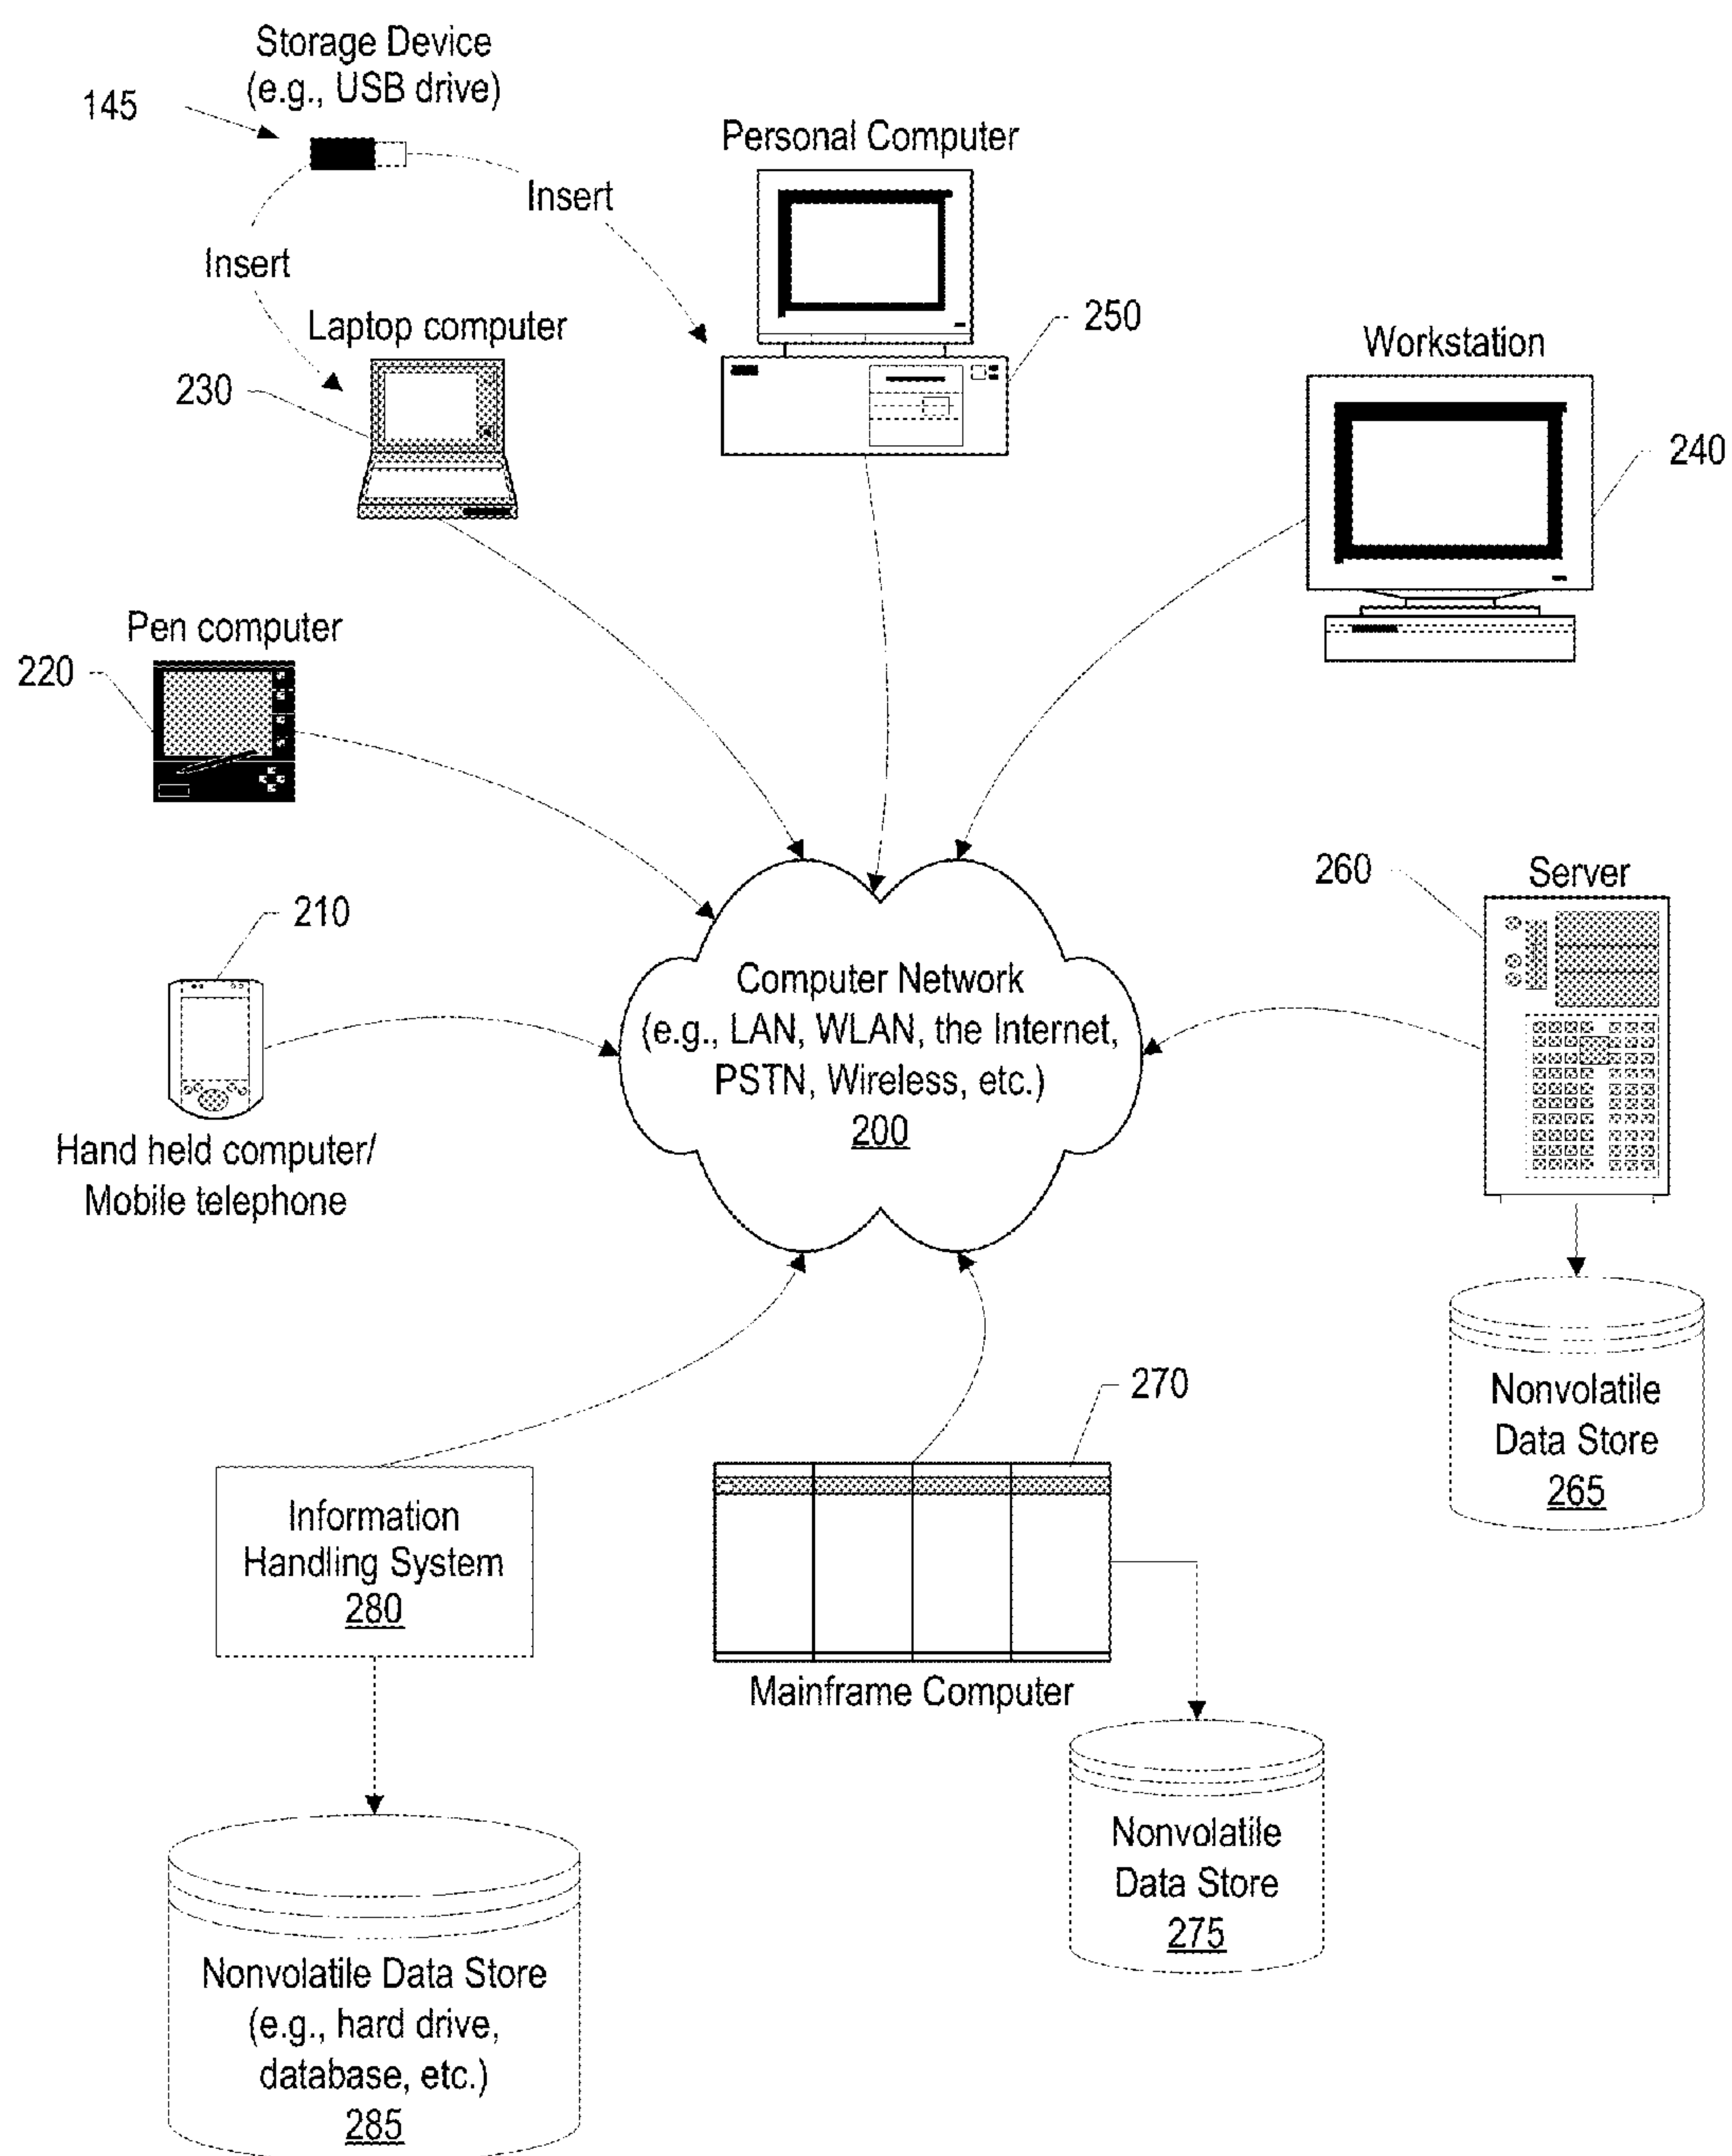 Storage Device
(e.g., USB drive)
145
Insert
Insert
Personal Computer
250
Laptop computer
230
Workstation
240
Pen computer
220
210
Hand held computer/
Mobile telephone
Computer Network
(e.g., LAN, WLAN, the Internet,
PSTN, Wireless, etc.)
200
260
Server
Nonvolatile
Data Store
265
270
Mainframe Computer
Information
Handling System
280
Nonvolatile
Data Store
275
Nonvolatile Data Store
(e.g., hard drive,
database, etc.)
285